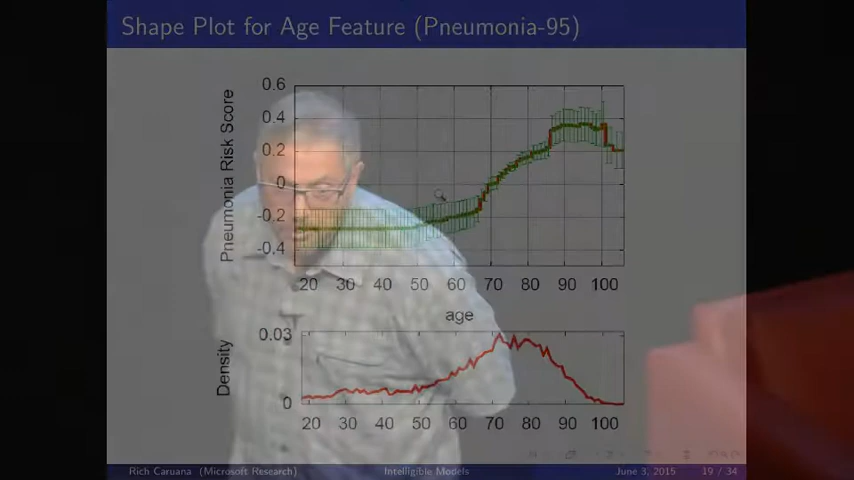 Shape Plot for Age Feature (Pneumonia-95)
Pneumonia Risk Score
0.6
0.4
0.2
0
-0.2
-0.4
20 30 40 50 60 70 80 90 100
age
Density
0.03
0
20 30 40 50 60 70 80 90 100
Rich Caruana (Microsoft Research) Intelligible Models June 3, 2015 19 / 34